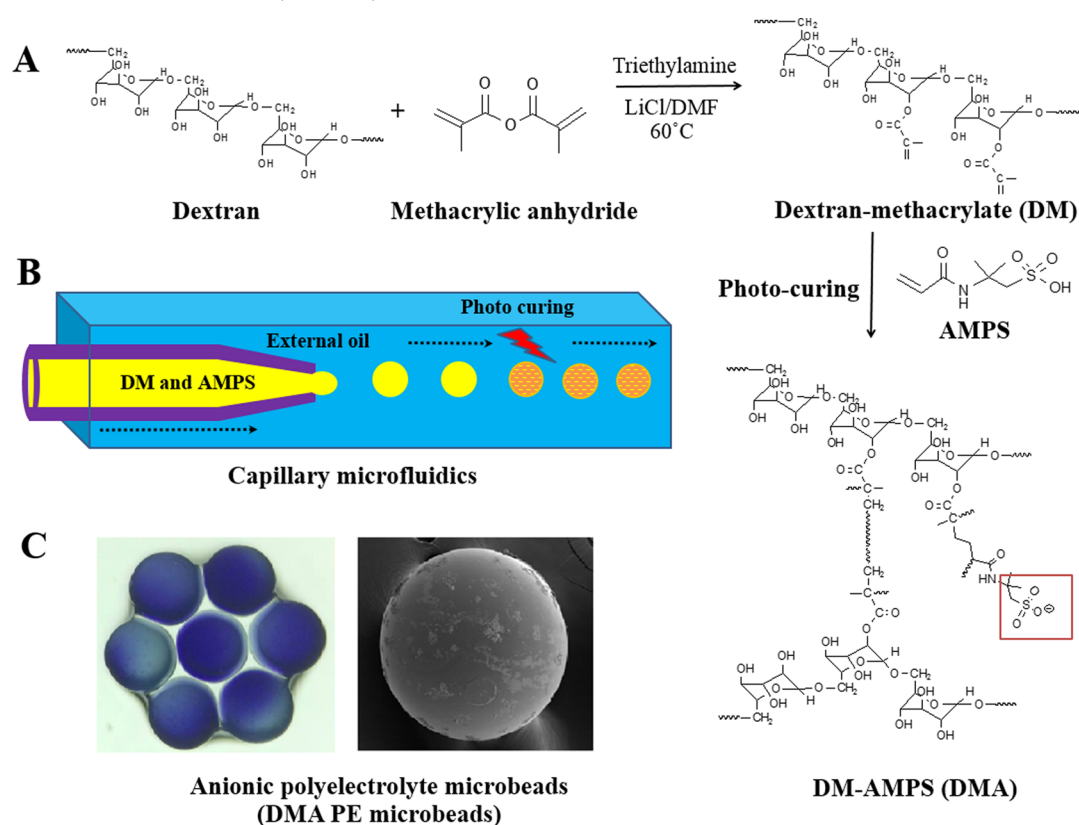 A
Dextran
+
Methacrylic anhydride
Triethylamine
LiCl/DMF
60˚C
Dextran-methacrylate (DM)
Photo-curing
AMPS
B
Photo curing
External oil
DM and AMPS
Capillary microfluidics
C
Anionic polyelectrolyte microbeads
(DMA PE microbeads)
DM-AMPS (DMA)